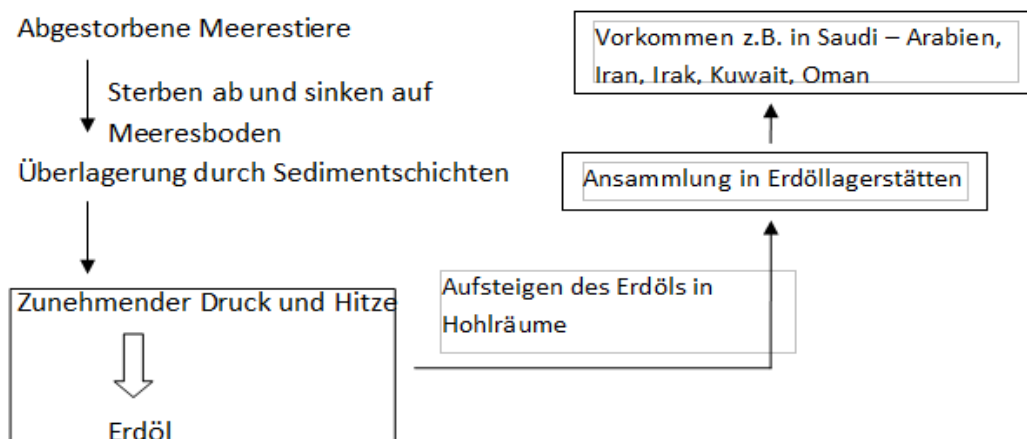 Abgestorbene Meerestiere
Sterben ab und sinken auf
Meeresboden
Überlagerung durch Sedimentschichten
Zunehmender Druck und Hitze
Erdöl
Aufsteigen des Erdöls in
Hohlräume
Ansammlung in Erdöllagerstätten
Vorkommen z.B. in Saudi – Arabien,
Iran, Irak, Kuwait, Oman